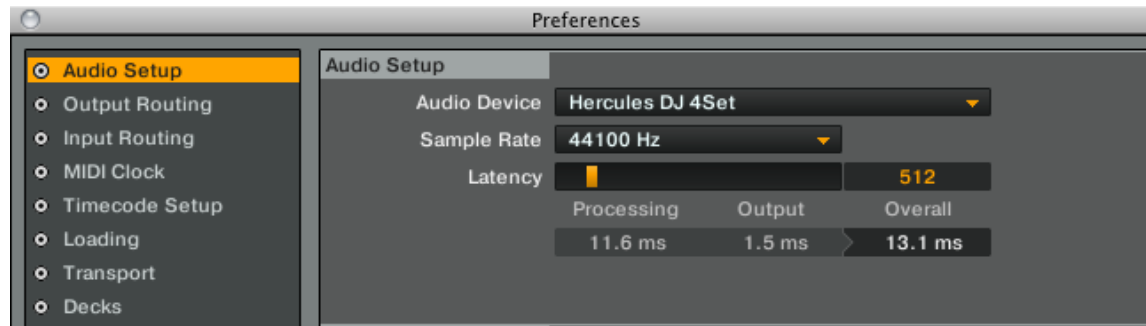 Preferences
Audio Setup
Output Routing
Input Routing
MIDI Clock
Timecode Setup
Loading
Transport
Decks
Audio Setup
Audio Device Hercules DJ 4Set
Sample Rate 44100 Hz
Latency 512
Processing Output Overall
11.6 ms 1.5 ms 13.1 ms